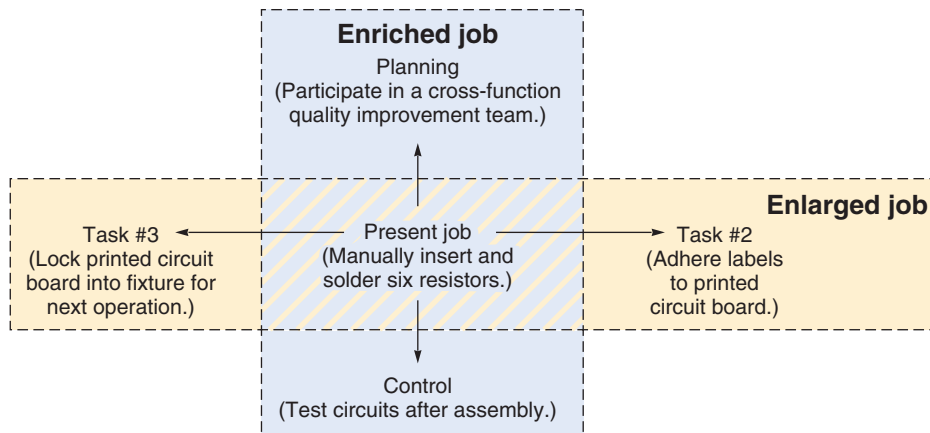 Enriched job
Planning
(Participate in a cross-function
quality improvement team.)
Enlarged job
Task #3
(Lock printed circuit
board into fixture for
next operation.)
Present job
(Manually insert and
solder six resistors.)
Task #2
(Adhere labels
to printed
circuit board.)
Control
(Test circuits after assembly.)